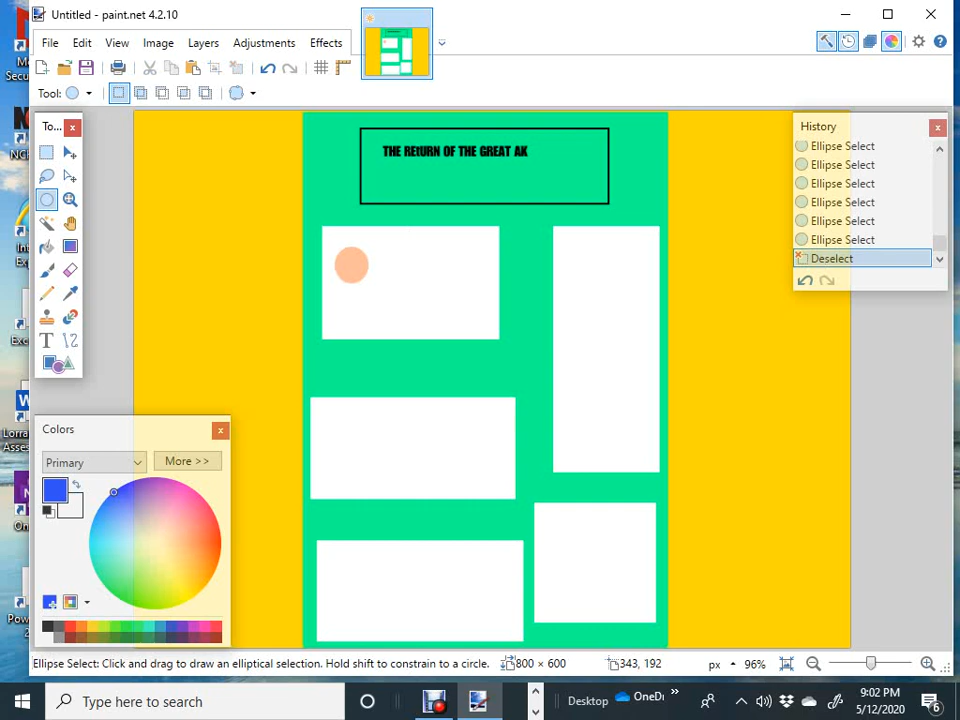 Untitled - paint.net 4.2.10
File Edit View Image Layers Adjustments Effects
Tool:
To...
THE REtURN OF THE GREAT AK
History
Ellipse Select
Ellipse Select
Ellipse Select
Ellipse Select
Ellipse Select
Ellipse Select
Deselect
Colors
Primary
More >>
Ellipse Select: Click and drag to draw an elliptical selection. Hold shift to constrain to a circle.
800 × 600
343, 192
px
96%
Type here to search
Desktop
OneDr
9:02 PM
5/12/2020
6